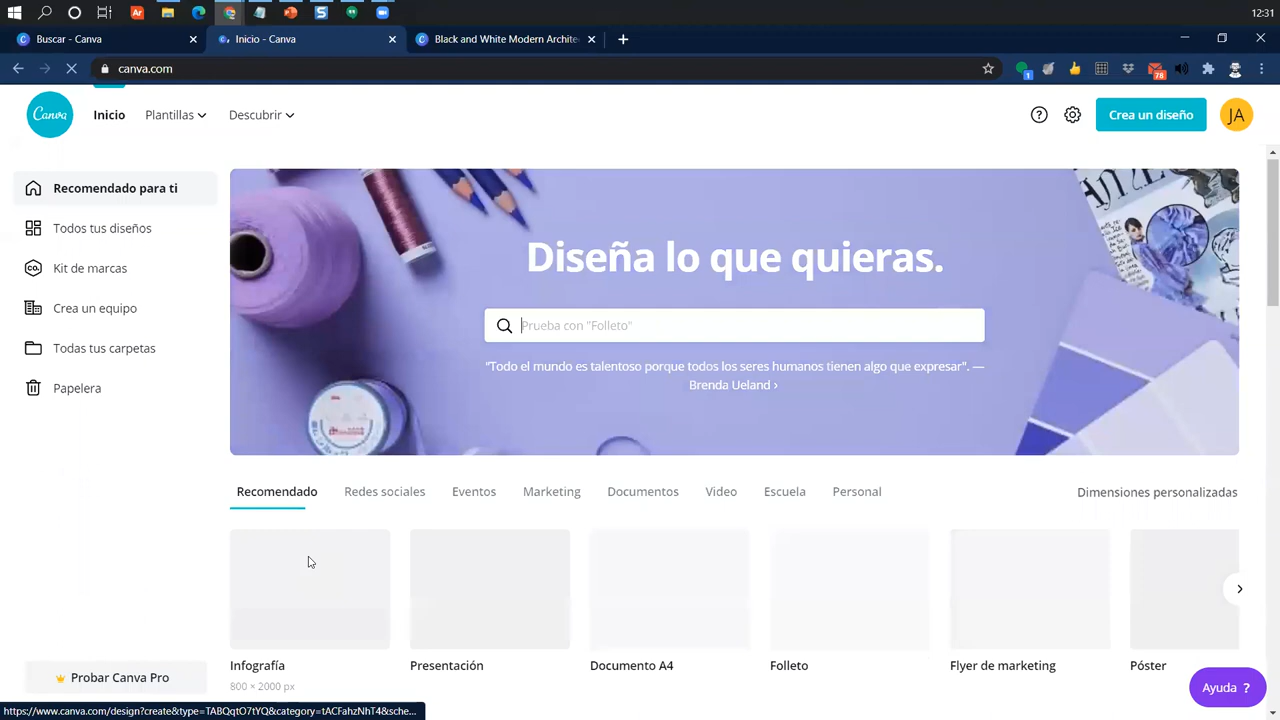 12:31
Buscar - Canva
Inicio - Canva
Black and White Modern Archite
canva.com
1
78
Canva
Inicio
Plantillas
Descubrir
Crea un diseño
JA
Recomendado para ti
Todos tus diseños
Kit de marcas
Crea un equipo
Todas tus carpetas
Papelera
Probar Canva Pro
Diseña lo que quieras.
Prueba con "Folleto"
"Todo el mundo es talentoso porque todos los seres humanos tienen algo que expresar". —
Brenda Ueland ›
Recomendado
Redes sociales
Eventos
Marketing
Documentos
Video
Escuela
Personal
Dimensiones personalizadas
Infografía
800 × 2000 px
Presentación
Documento A4
Folleto
Flyer de marketing
Póster
Ayuda ?
https://www.canva.com/design?create&type=TABQqtO7tYQ&category=tACFahzNhT4&sche...